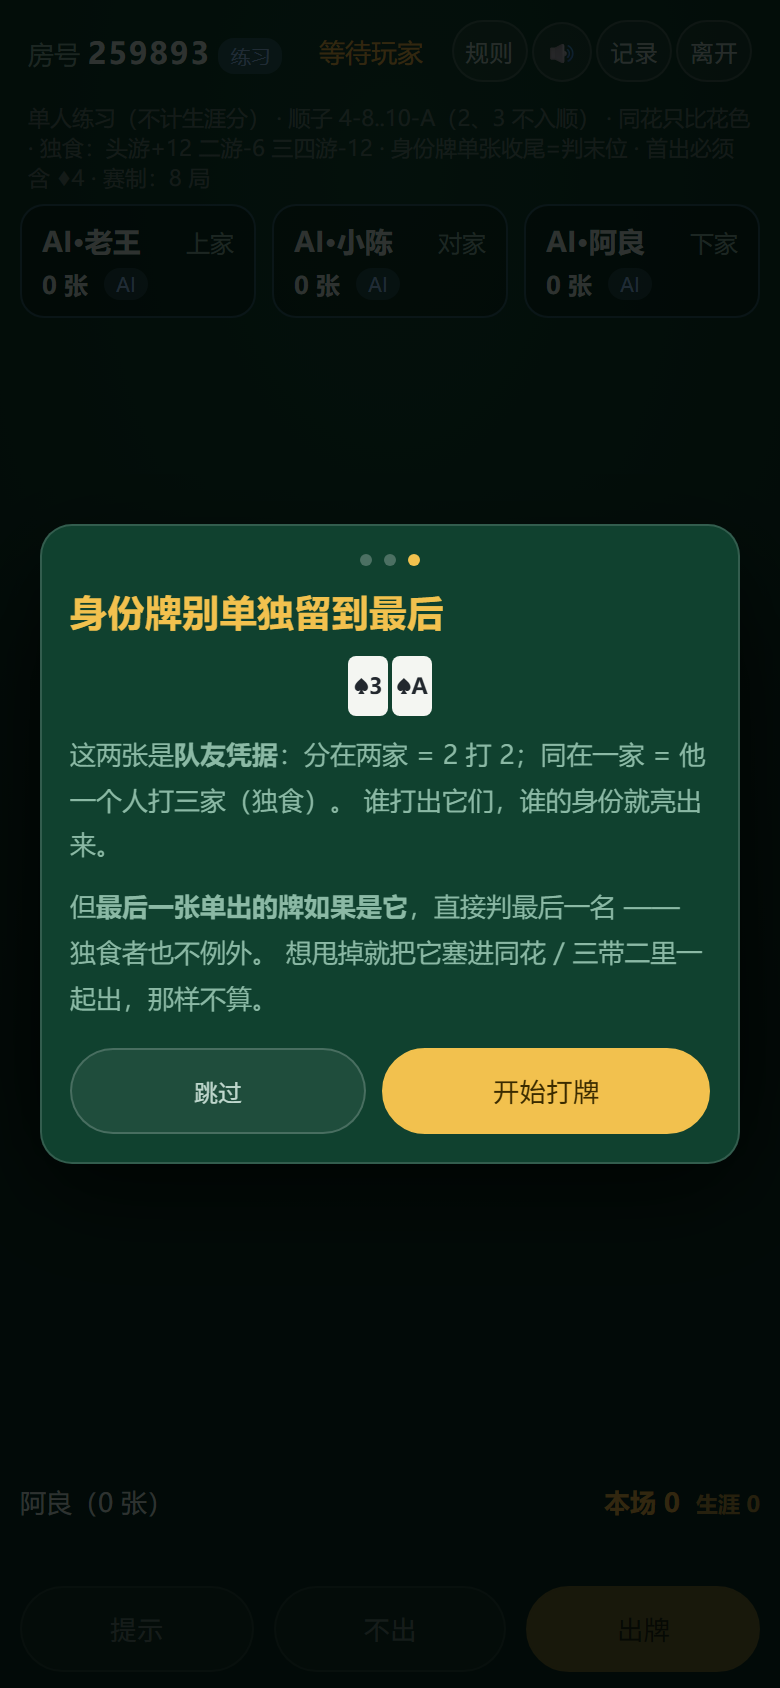 房号 259893 练习 等待玩家 规则 记录 离开
单人练习（不计生涯分） · 顺子 4-8..10-A（2、3 不入顺） · 同花只比花色
· 独食：头游+12 二游-6 三四游-12 · 身份牌单张收尾=判末位 · 首出必须
含 ♦4 · 赛制：8 局
AI•老王 上家
0 张 AI
AI•小陈 对家
0 张 AI
AI•阿良 下家
0 张 AI
身份牌别单独留到最后
♠3 ♠A
这两张是队友凭据：分在两家 = 2 打 2；同在一家 = 他
一个人打三家（独食）。 谁打出它们，谁的身份就亮出
来。
但最后一张单出的牌如果是它，直接判最后一名 ——
独食者也不例外。 想甩掉就把它塞进同花 / 三带二里一
起出，那样不算。
跳过 开始打牌
阿良（0 张） 本场 0 生涯 0
提示 不出 出牌